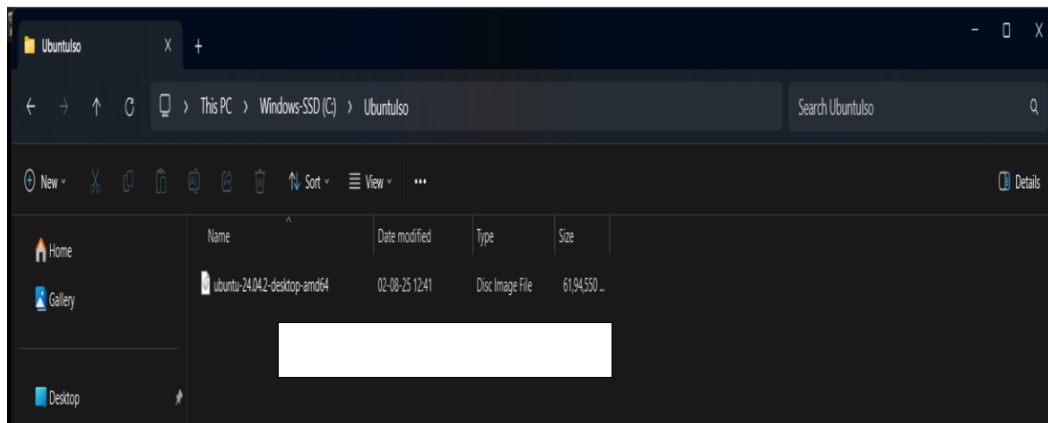 UbuntuIso X +
This PC > Windows-SSD (C:) > UbuntuIso Search UbuntuIso
New Sort View ••• Details
Name Date modified Type Size
Home
ubuntu-24.04.2-desktop-amd64 02-08-25 12:41 Disc Image File 61,94,550 ...
Gallery
Desktop